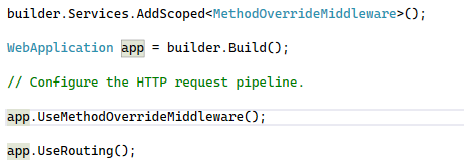 builder.Services.AddScoped<MethodOverrideMiddleware>();
WebApplication app = builder.Build();
// Configure the HTTP request pipeline.
app.UseMethodOverrideMiddleware();
app.UseRouting();